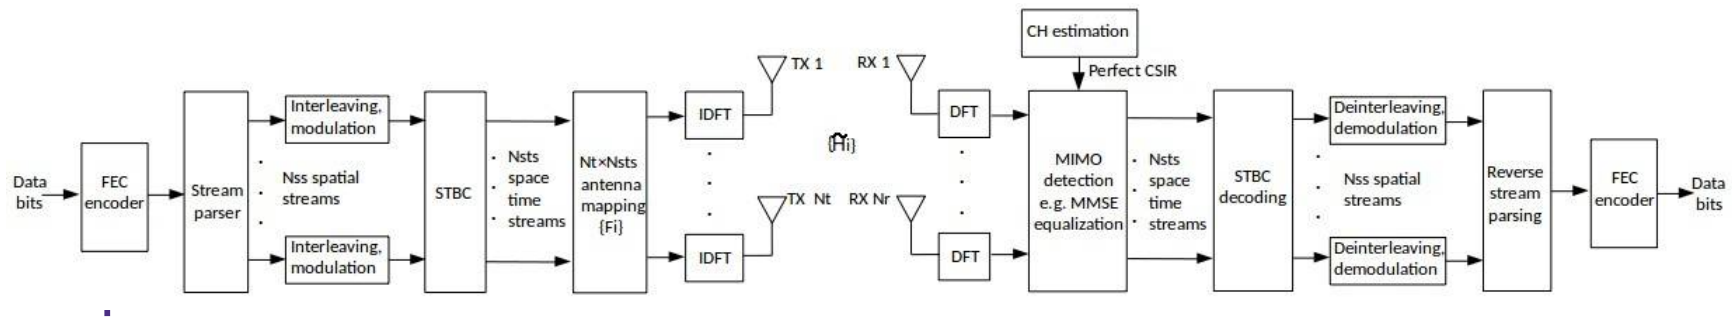 Data
bits
FEC
encoder
Stream
parser
Interleaving,
modulation
Nss spatial
streams
Interleaving,
modulation
STBC
Nsts
space
time
streams
Nt×Nsts
antenna
mapping
{Fi}
IDFT
IDFT
TX 1
TX Nt
{H̃i}
RX 1
RX Nr
DFT
DFT
CH estimation
Perfect CSIR
MIMO
detection
e.g. MMSE
equalization
Nsts
space
time
streams
STBC
decoding
Deinterleaving,
demodulation
Nss spatial
streams
Deinterleaving,
demodulation
Reverse
stream
parsing
FEC
encoder
Data
bits